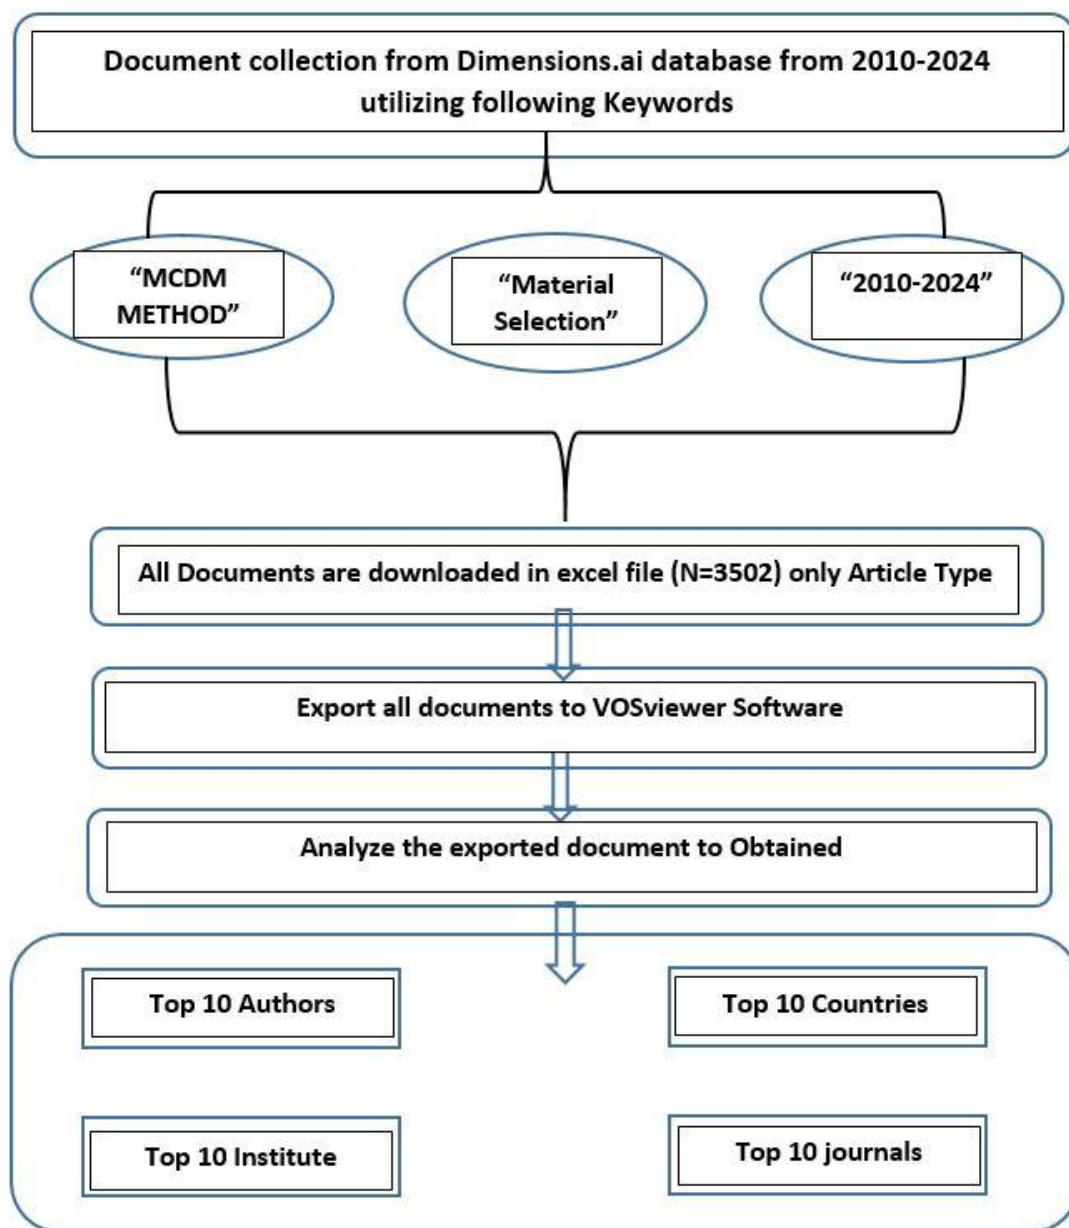 Document collection from Dimensions.ai database from 2010-2024
utilizing following Keywords
“MCDM
METHOD”
“Material
Selection”
“2010-2024”
All Documents are downloaded in excel file (N=3502) only Article Type
Export all documents to VOSviewer Software
Analyze the exported document to Obtained
Top 10 Authors
Top 10 Countries
Top 10 Institute
Top 10 journals